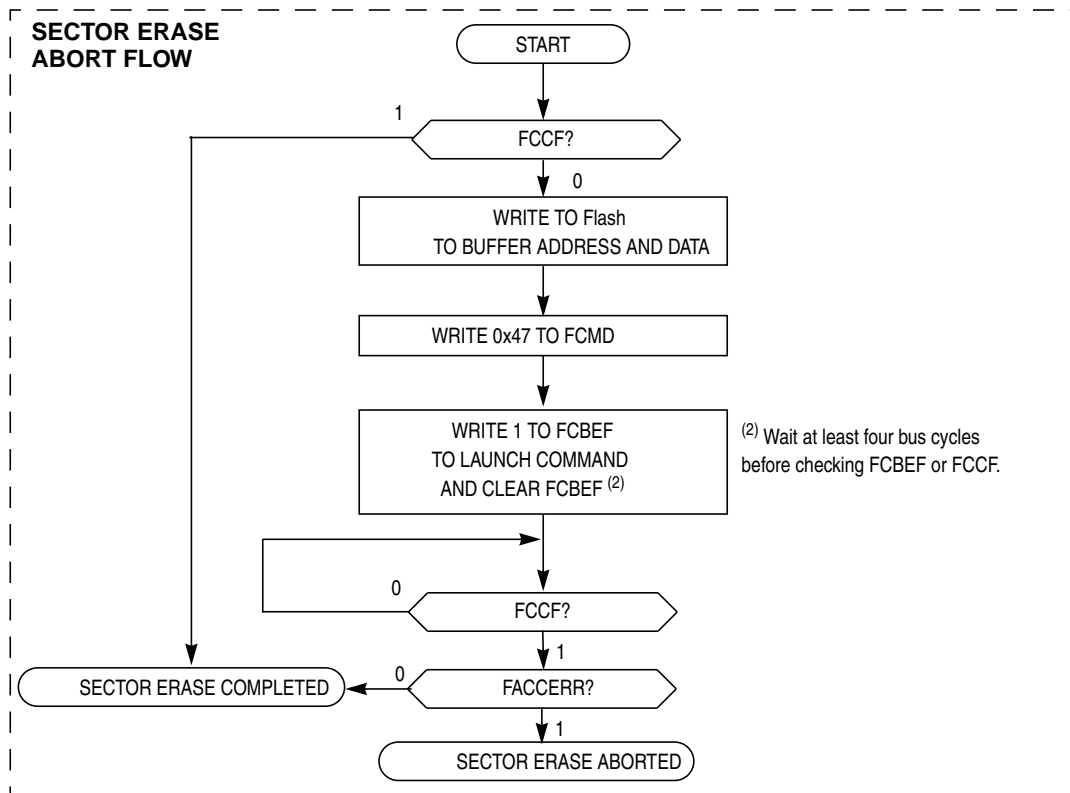 SECTOR ERASE
ABORT FLOW
START
1
FCCF?
0
WRITE TO Flash
TO BUFFER ADDRESS AND DATA
WRITE 0x47 TO FCMD
WRITE 1 TO FCBEF
TO LAUNCH COMMAND
AND CLEAR FCBEF (2)
(2) Wait at least four bus cycles
before checking FCBEF or FCCF.
0
FCCF?
1
SECTOR ERASE COMPLETED
0
FACCERR?
1
SECTOR ERASE ABORTED